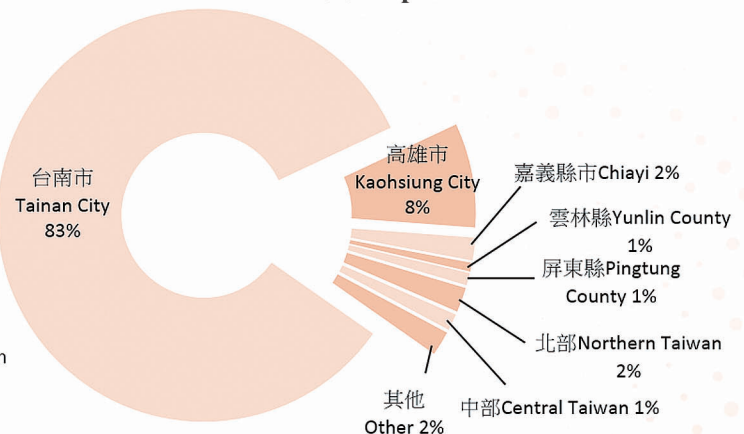 台南市
Tainan City
83%
高雄市
Kaohsiung City
8%
嘉義縣市Chiayi 2%
雲林縣Yunlin County
1%
屏東縣Pingtung
County 1%
北部Northern Taiwan
2%
中部Central Taiwan 1%
其他
Other 2%